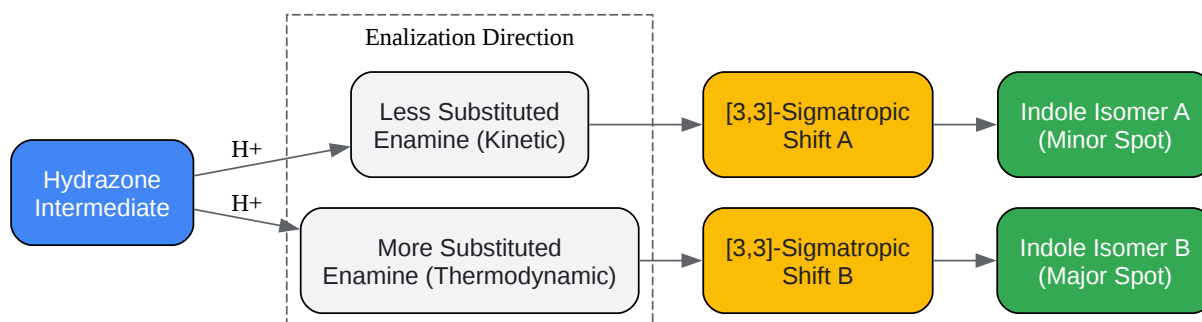 Enalization Direction
Less Substituted
Enamine (Kinetic)
[3,3]-Sigmatropic
Shift A
Indole Isomer A
(Minor Spot)
H+
Hydrazone
Intermediate
H+
More Substituted
Enamine (Thermodynamic)
[3,3]-Sigmatropic
Shift B
Indole Isomer B
(Major Spot)